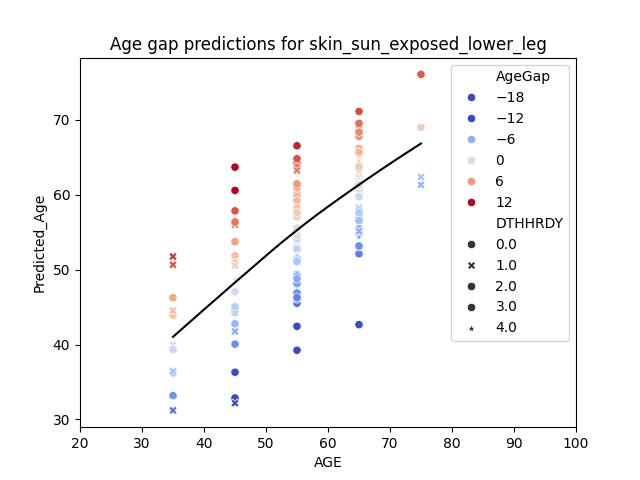 Age gap predictions for skin_sun_exposed_lower_leg
Predicted_Age
70
60
50
40
30
20 30 40 50 60 70 80 90 100
AGE
AgeGap
−18
−12
−6
0
6
12
DTHHRDY
0.0
1.0
2.0
3.0
4.0